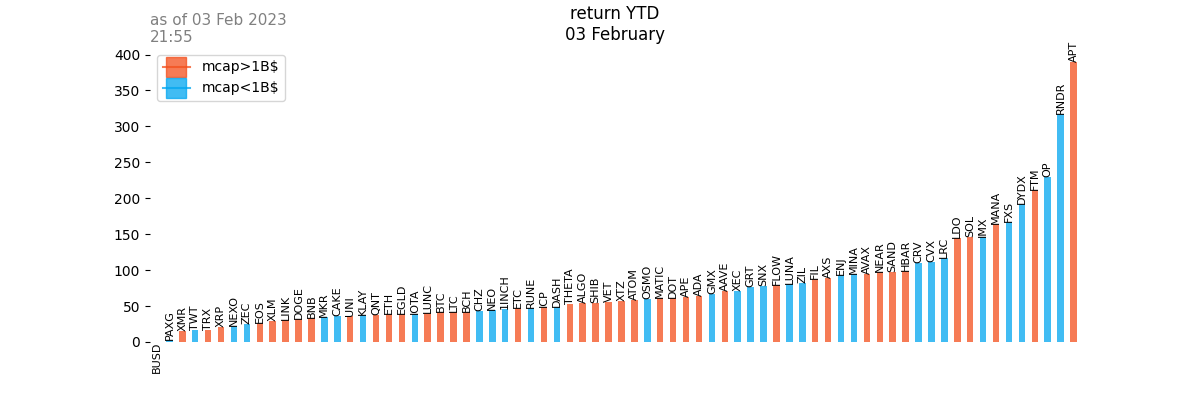 as of 03 Feb 2023
21:55
return YTD
03 February
mcap>1B$
mcap<1B$
400
350
300
250
200
150
100
50
0
BUSD
PAXG
XMR
TWT
TRX
XRP
NEXO
ZEC
EOS
XLM
LINK
DOGE
BNB
MKR
CAKE
UNI
KLAY
QNT
ETH
EGLD
IOTA
LUNC
BTC
LTC
BCH
CHZ
NEO
1INCH
ETC
RUNE
ICP
DASH
THETA
ALGO
SHIB
VET
XTZ
ATOM
OSMO
MATIC
DOT
APE
ADA
GMX
AAVE
XEC
GRT
SNX
FLOW
LUNA
ZIL
FIL
AXS
ENJ
MINA
AVAX
NEAR
SAND
HBAR
CRV
CVX
LRC
LDO
SOL
IMX
MANA
FXS
DYDX
FTM
OP
RNDR
APT